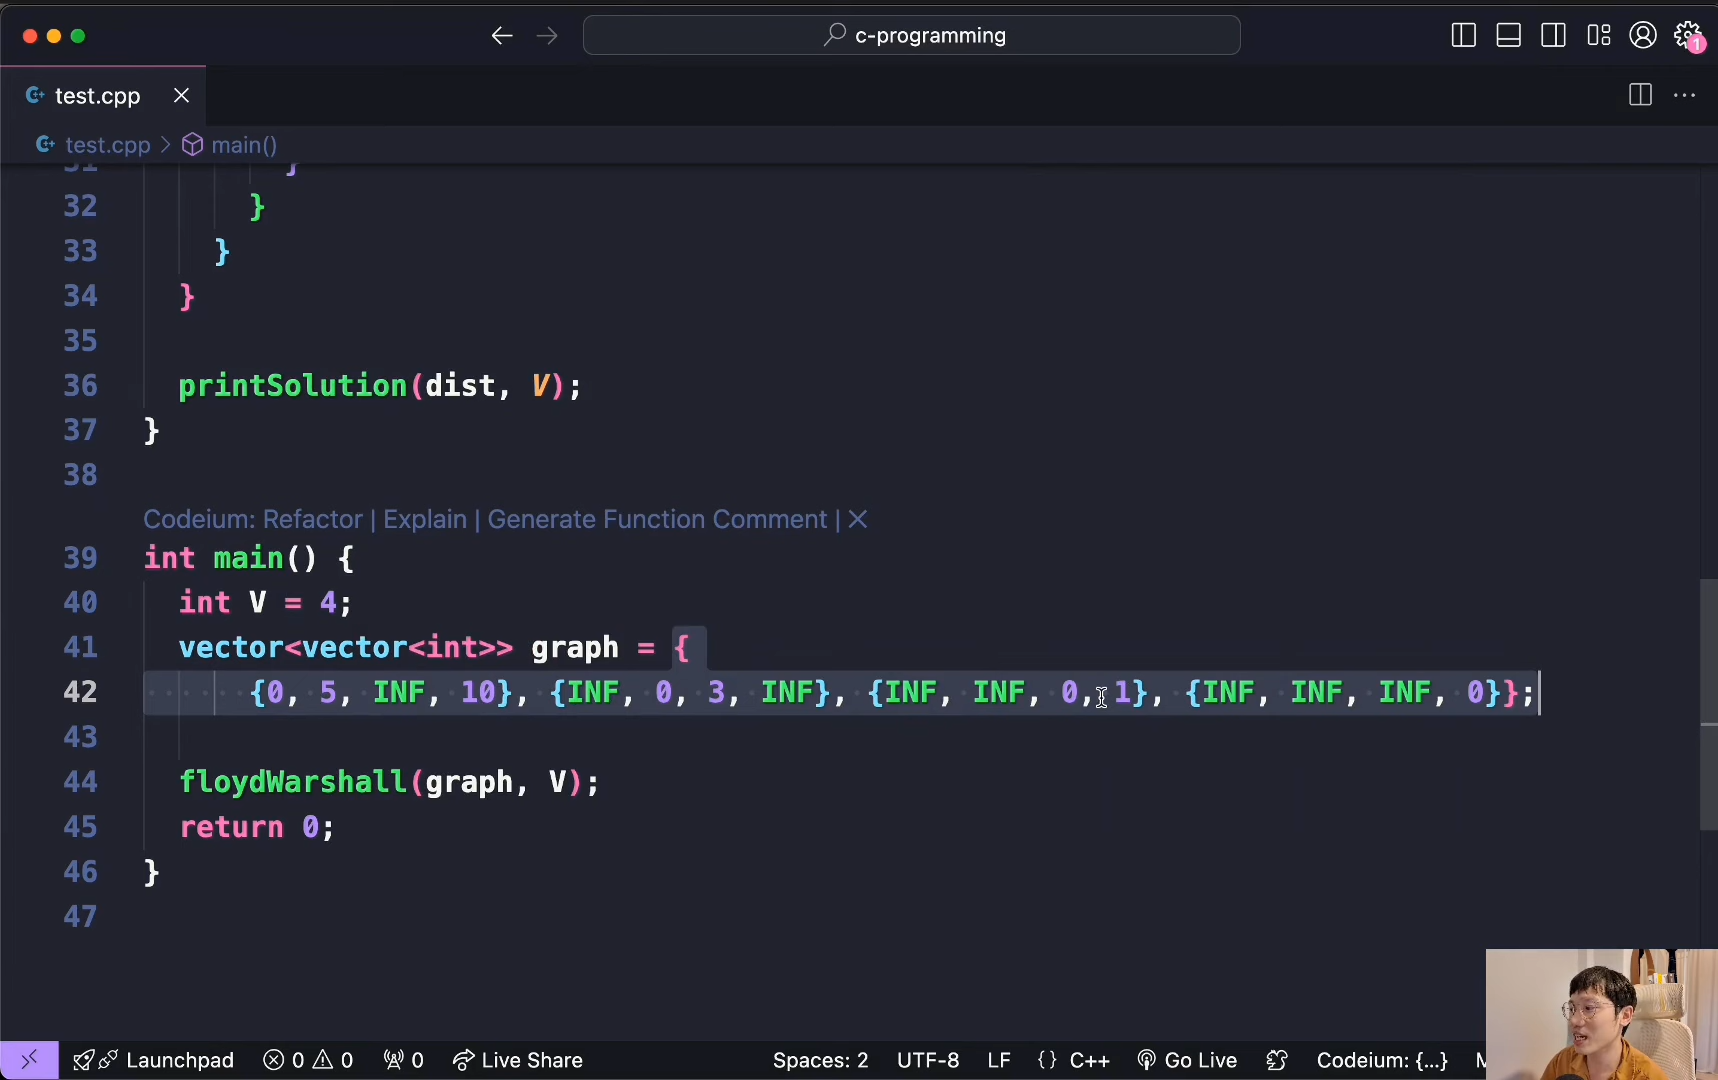 c-programming
1
test.cpp
test.cpp > main()
31 }
32 }
33 }
34 }
35
36 printSolution(dist, V);
37 }
38
Codeium: Refactor | Explain | Generate Function Comment | ×
39 int main() {
40 int V = 4;
41 vector<vector<int>> graph = {
42 {0, 5, INF, 10}, {INF, 0, 3, INF}, {INF, INF, 0, 1}, {INF, INF, INF, 0}};
43
44 floydWarshall(graph, V);
45 return 0;
46 }
47
Launchpad 0 0 0 Live Share Spaces: 2 UTF-8 LF {} C++ Go Live Codeium: {...}